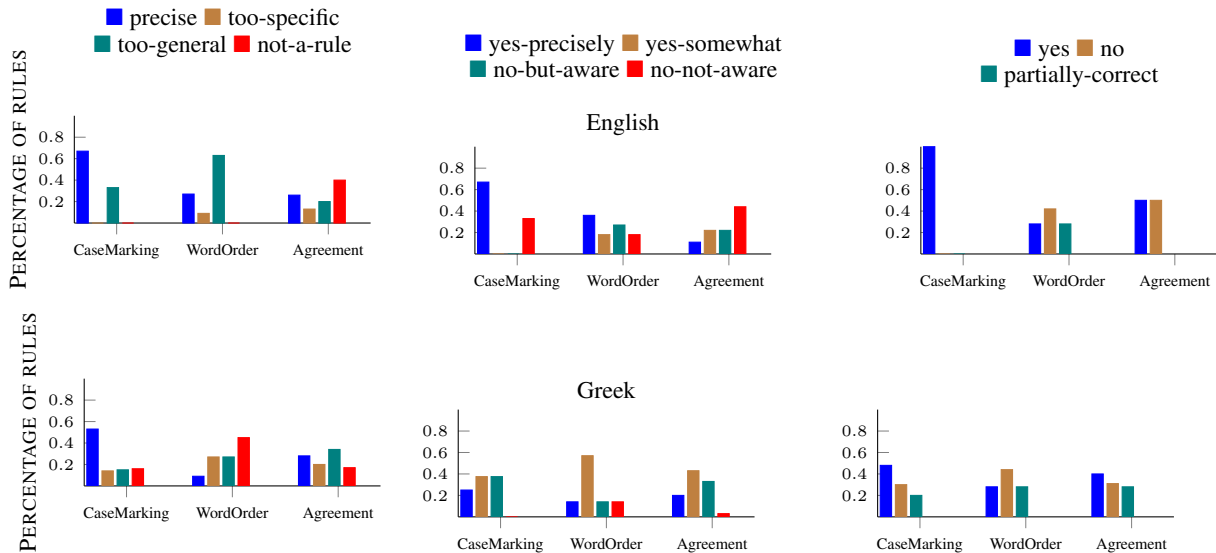 precise too-specific
too-general not-a-rule
yes-precisely yes-somewhat
no-but-aware no-not-aware
yes no
partially-correct
English
PERCENTAGE OF RULES
0.8
0.6
0.4
0.2
CaseMarking WordOrder Agreement
0.8
0.6
0.4
0.2
CaseMarking WordOrder Agreement
0.8
0.6
0.4
0.2
CaseMarking WordOrder Agreement
Greek
PERCENTAGE OF RULES
0.8
0.6
0.4
0.2
CaseMarking WordOrder Agreement
0.8
0.6
0.4
0.2
CaseMarking WordOrder Agreement
0.8
0.6
0.4
0.2
CaseMarking WordOrder Agreement